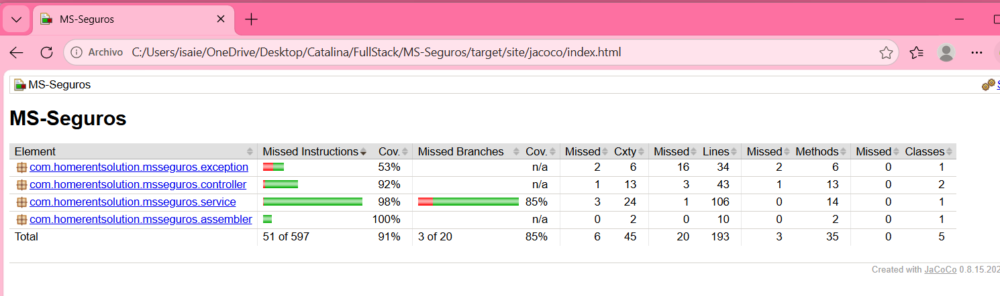 MS-Seguros
Archivo C:/Users/isaie/OneDrive/Desktop/Catalina/FullStack/MS-Seguros/target/site/jacoco/index.html
MS-Seguros
MS-Seguros
Element Missed Instructions Cov. Missed Branches Cov. Missed Cxty Missed Lines Missed Methods Missed Classes
com.homerentsolution.msseguros.exception 53% n/a 2 6 16 34 2 6 0 1
com.homerentsolution.msseguros.controller 92% n/a 1 13 3 43 1 13 0 2
com.homerentsolution.msseguros.service 98% 85% 3 24 1 106 0 14 0 1
com.homerentsolution.msseguros.assembler 100% n/a 0 2 0 10 0 2 0 1
Total 51 of 597 91% 3 of 20 85% 6 45 20 193 3 35 0 5
Created with JaCoCo 0.8.15.202